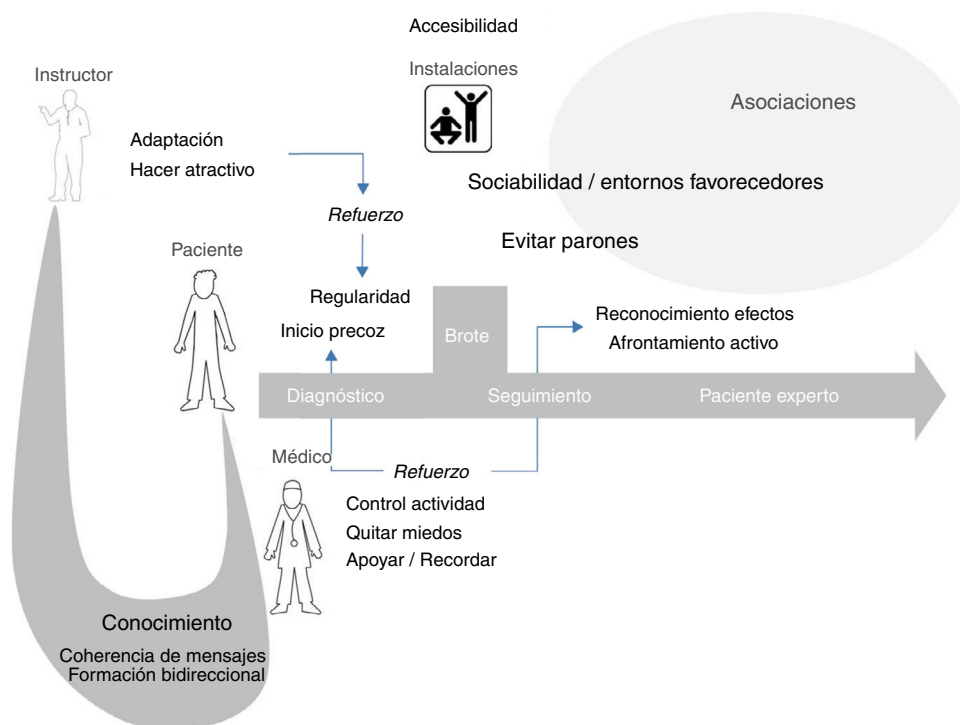 Accesibilidad
Instalaciones
Instructor
Asociaciones
Adaptación
Hacer atractivo
Sociabilidad / entornos favorecedores
Refuerzo
Evitar parones
Paciente
Regularidad
Inicio precoz
Brote
Reconocimiento efectos
Afrontamiento activo
Diagnóstico
Seguimiento
Paciente experto
Médico
Refuerzo
Control actividad
Quitar miedos
Apoyar / Recordar
Conocimiento
Coherencia de mensajes
Formación bidireccional